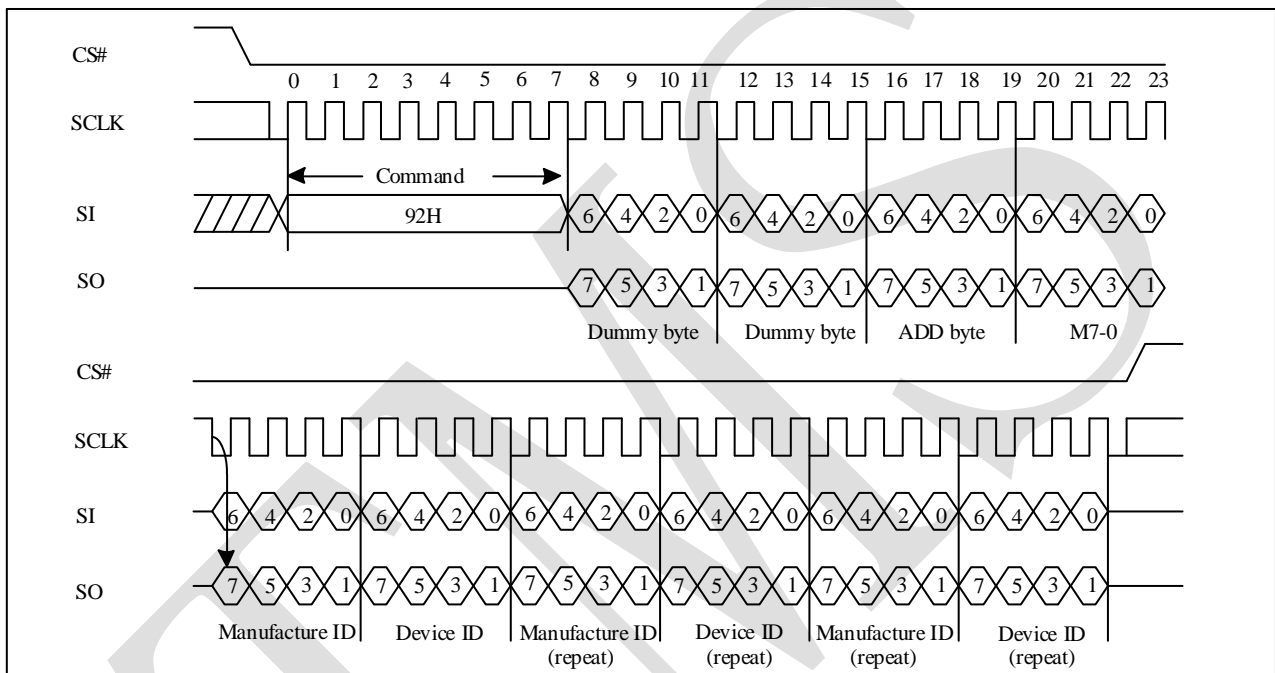 CS#
0 1 2 3 4 5 6 7 8 9 10 11 12 13 14 15 16 17 18 19 20 21 22 23
SCLK
Command
SI 92H 6 4 2 0 6 4 2 0 6 4 2 0 6 4 2 0
SO 7 5 3 1 7 5 3 1 7 5 3 1 7 5 3 1
Dummy byte Dummy byte ADD byte M7-0
CS#
SCLK
SI 6 4 2 0 6 4 2 0 6 4 2 0 6 4 2 0 6 4 2 0 6 4 2 0
SO 7 5 3 1 7 5 3 1 7 5 3 1 7 5 3 1 7 5 3 1 7 5 3 1
Manufacture ID Device ID Manufacture ID Device ID Manufacture ID Device ID
(repeat) (repeat) (repeat) (repeat)
TMS